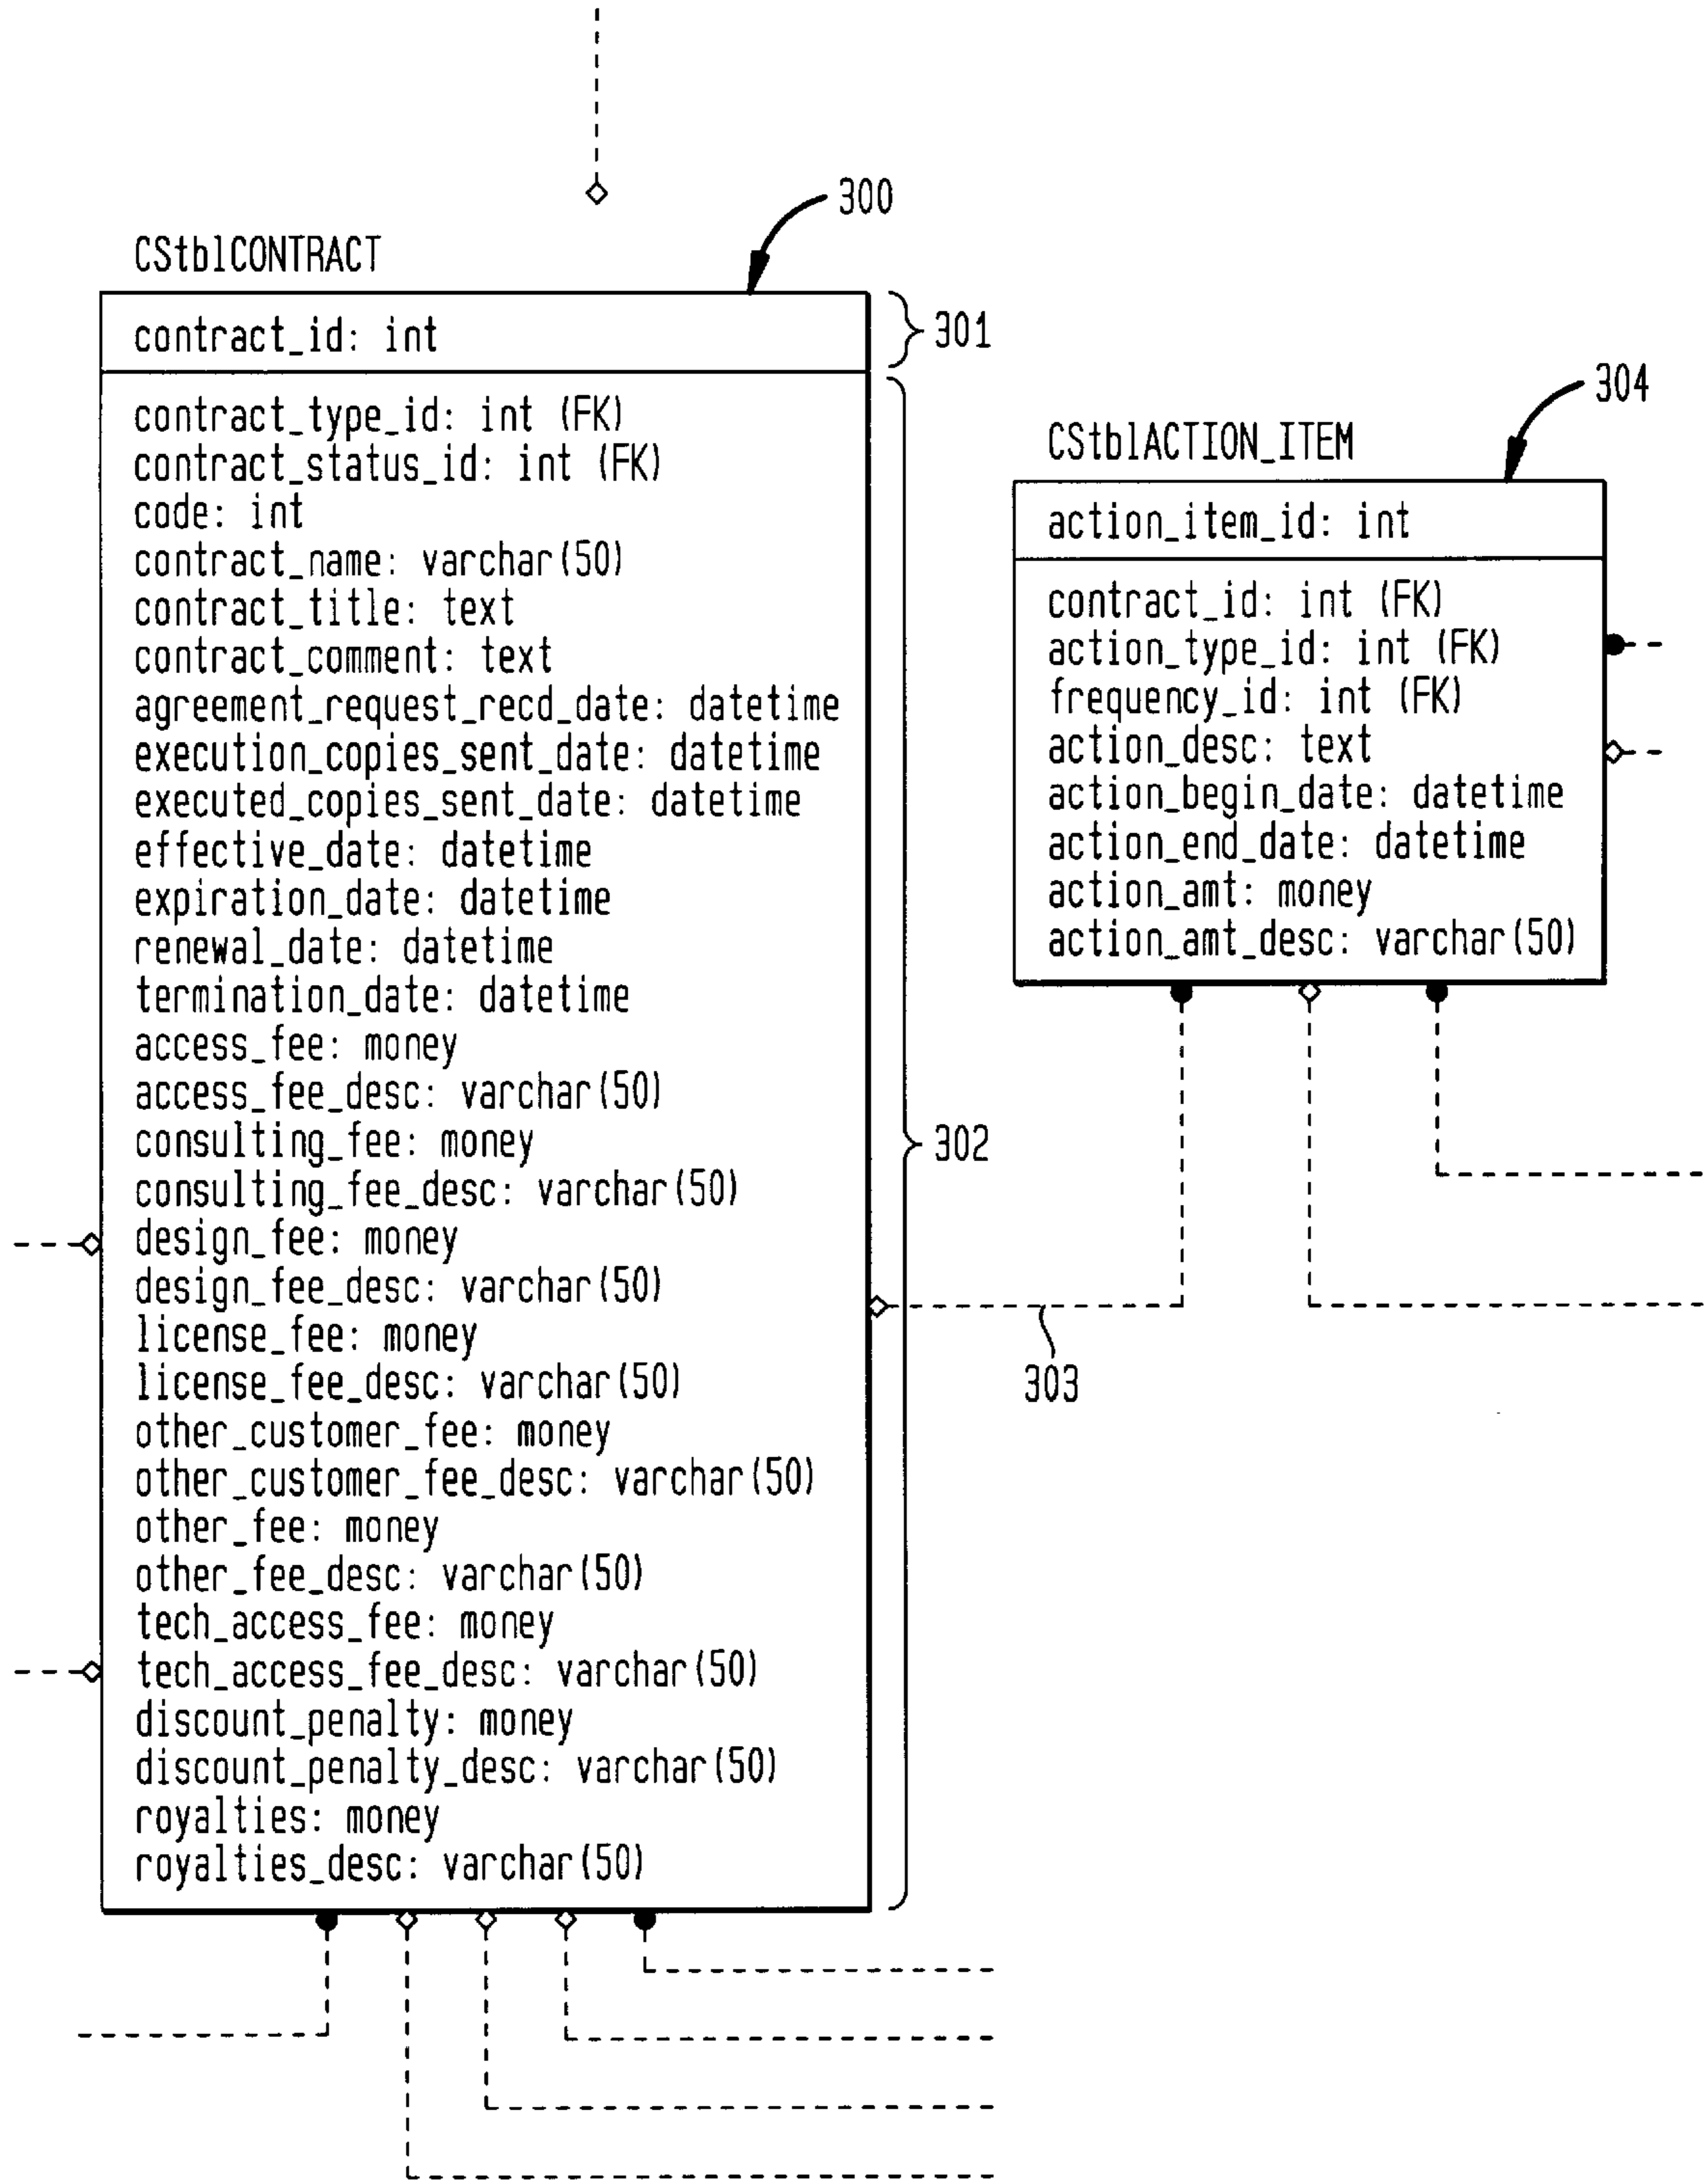 300
CStblCONTRACT
contract_id: int
301
contract_type_id: int (FK)
contract_status_id: int (FK)
code: int
contract_name: varchar(50)
contract_title: text
contract_comment: text
agreement_request_recd_date: datetime
execution_copies_sent_date: datetime
executed_copies_sent_date: datetime
effective_date: datetime
expiration_date: datetime
renewal_date: datetime
termination_date: datetime
access_fee: money
access_fee_desc: varchar(50)
consulting_fee: money
consulting_fee_desc: varchar(50)
design_fee: money
design_fee_desc: varchar(50)
license_fee: money
license_fee_desc: varchar(50)
other_customer_fee: money
other_customer_fee_desc: varchar(50)
other_fee: money
other_fee_desc: varchar(50)
tech_access_fee: money
tech_access_fee_desc: varchar(50)
discount_penalty: money
discount_penalty_desc: varchar(50)
royalties: money
royalties_desc: varchar(50)
302
303
304
CStblACTION_ITEM
action_item_id: int
contract_id: int (FK)
action_type_id: int (FK)
frequency_id: int (FK)
action_desc: text
action_begin_date: datetime
action_end_date: datetime
action_amt: money
action_amt_desc: varchar(50)